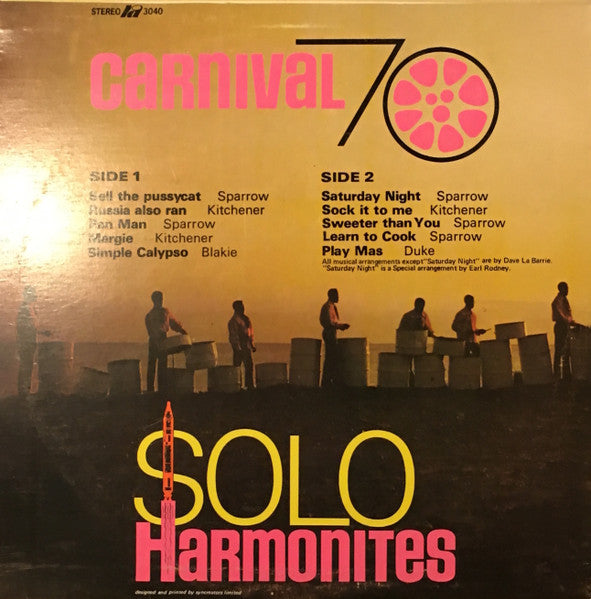 STEREO 3040
CARNIVAL 70
SIDE 1
Sell the pussycat Sparrow
Russia also ran Kitchener
Pan Man Sparrow
Margie Kitchener
Simple Calypso Blakie
SIDE 2
Saturday Night Sparrow
Sock it to me Kitchener
Sweeter than You Sparrow
Learn to Cook Sparrow
Play Mas Duke
All musical arrangements except "Saturday Night" are by Dave La Barrie.
"Saturday Night" is a Special arrangement by Earl Rodney.
SOLO
HARMONITES
designed and printed by syncreators limited